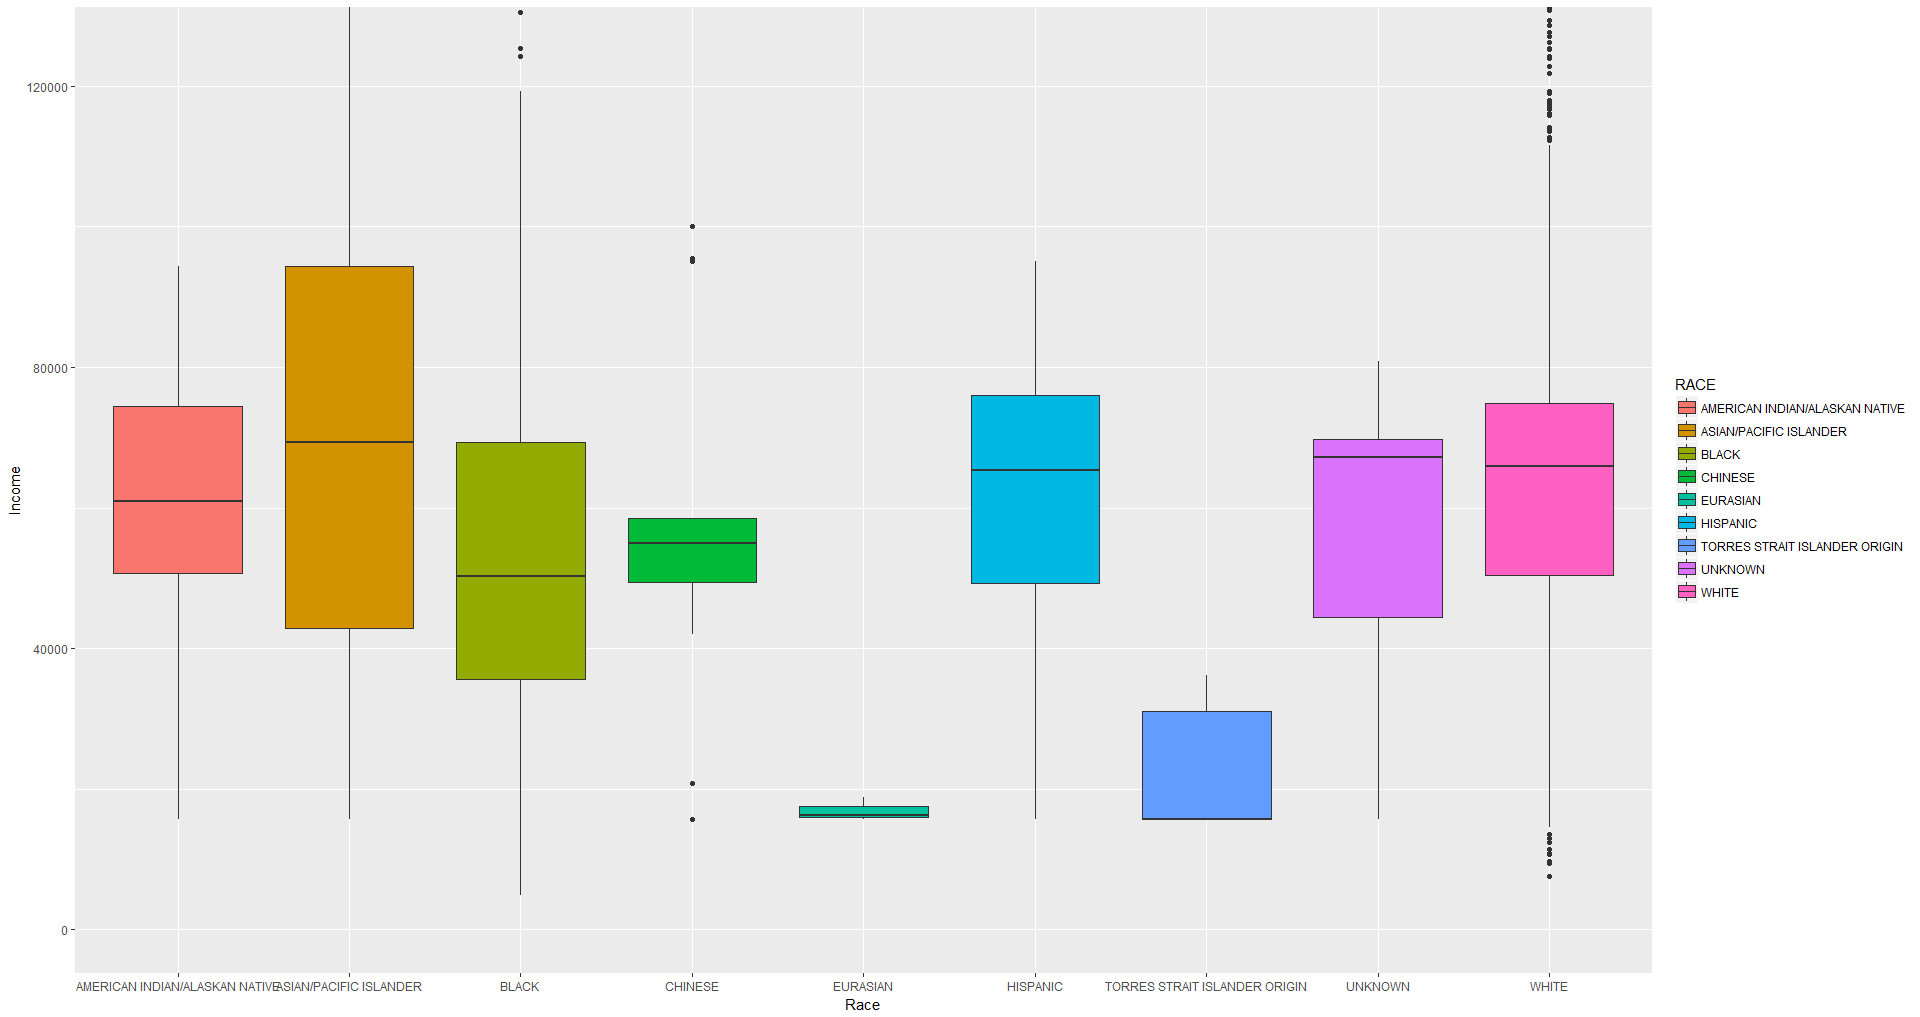 120000
80000
40000
0
Income
AMERICAN INDIAN/ALASKAN NATIVE
ASIAN/PACIFIC ISLANDER
BLACK
CHINESE
EURASIAN
HISPANIC
TORRES STRAIT ISLANDER ORIGIN
UNKNOWN
WHITE
Race
RACE
AMERICAN INDIAN/ALASKAN NATIVE
ASIAN/PACIFIC ISLANDER
BLACK
CHINESE
EURASIAN
HISPANIC
TORRES STRAIT ISLANDER ORIGIN
UNKNOWN
WHITE